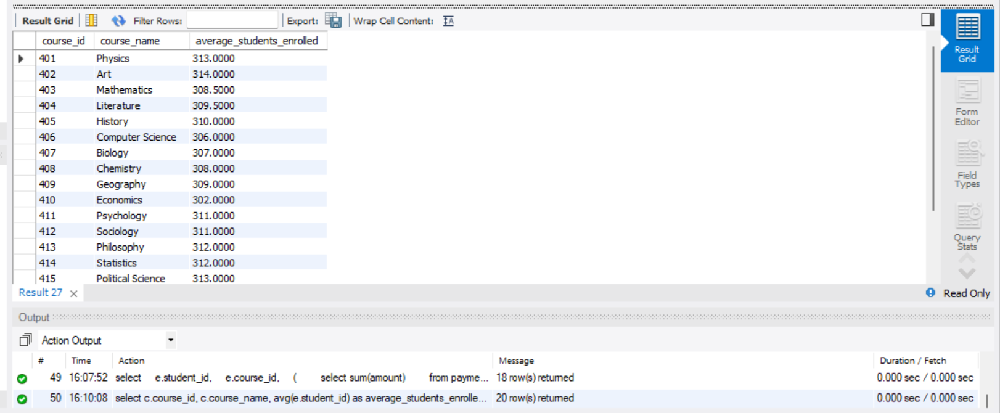 Result Grid Filter Rows: Export: Wrap Cell Content:
course_id course_name average_students_enrolled
401 Physics 313.0000
402 Art 314.0000
403 Mathematics 308.5000
404 Literature 309.5000
405 History 310.0000
406 Computer Science 306.0000
407 Biology 307.0000
408 Chemistry 308.0000
409 Geography 309.0000
410 Economics 302.0000
411 Psychology 311.0000
412 Sociology 311.0000
413 Philosophy 312.0000
414 Statistics 312.0000
415 Political Science 313.0000
Result
Grid
Form
Editor
Field
Types
Query
Stats
Result 27 × Read Only
Output
Action Output
# Time Action Message Duration / Fetch
49 16:07:52 select e.student_id, e.course_id, ( select sum(amount) from payme... 18 row(s) returned 0.000 sec / 0.000 sec
50 16:10:08 select c.course_id, c.course_name, avg(e.student_id) as average_students_enrolle... 20 row(s) returned 0.000 sec / 0.000 sec